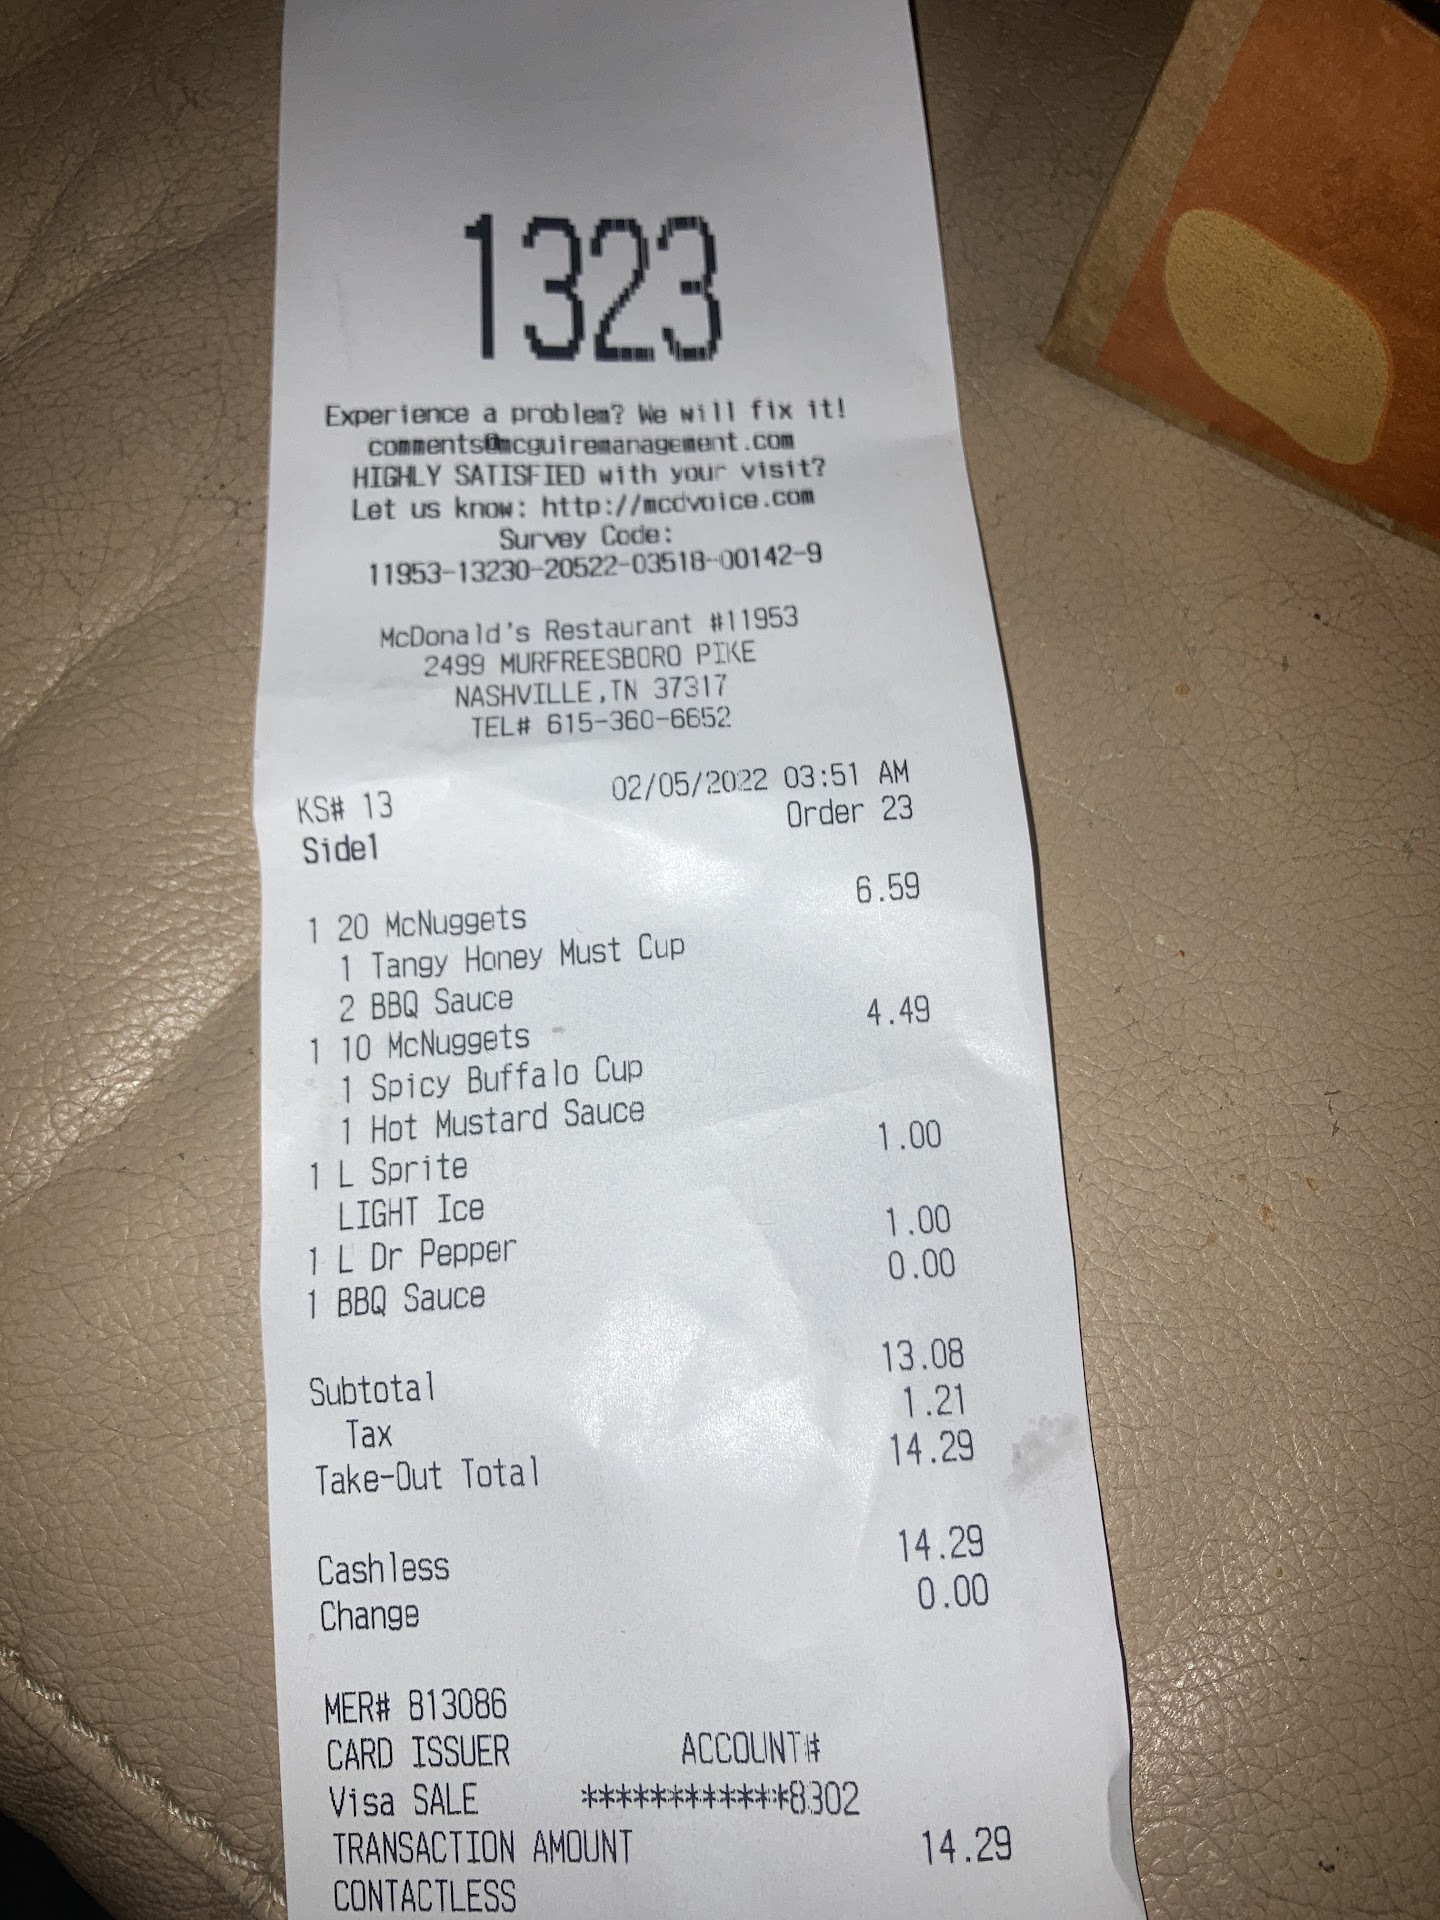 1323
Experience a problem? We will fix it!
comments@mcguiremanagement.com
HIGHLY SATISFIED with your visit?
Let us know: http://mcdvoice.com
Survey Code:
11953-13230-20522-03518-00142-9
McDonald's Restaurant #11953
2499 MURFREESBORO PIKE
NASHVILLE,TN 37317
TEL# 615-360-6652
KS# 13 02/05/2022 03:51 AM
Side1 Order 23
1 20 McNuggets 6.59
1 Tangy Honey Must Cup
2 BBQ Sauce
1 10 McNuggets 4.49
1 Spicy Buffalo Cup
1 Hot Mustard Sauce
1 L Sprite 1.00
LIGHT Ice
1 L Dr Pepper 1.00
1 BBQ Sauce 0.00
Subtotal 13.08
Tax 1.21
Take-Out Total 14.29
Cashless 14.29
Change 0.00
MER# 813086
CARD ISSUER ACCOUNT#
Visa SALE ************8302
TRANSACTION AMOUNT 14.29
CONTACTLESS